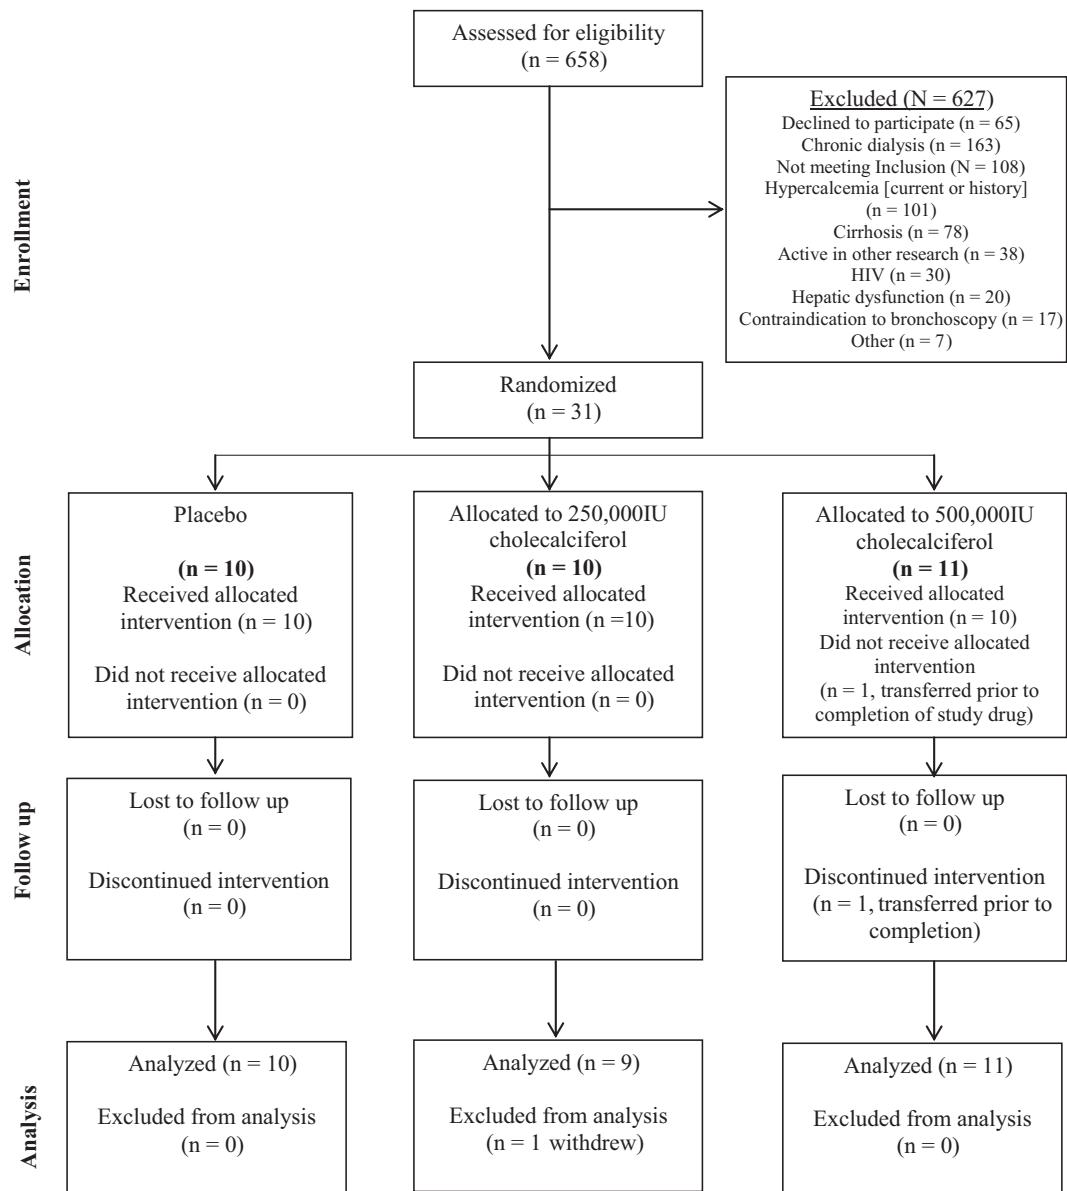 Assessed for eligibility
(n = 658)
Excluded (N = 627)
Declined to participate (n = 65)
Chronic dialysis (n = 163)
Not meeting Inclusion (N = 108)
Hypercalcemia [current or history]
(n = 101)
Cirrhosis (n = 78)
Active in other research (n = 38)
HIV (n = 30)
Hepatic dysfunction (n = 20)
Contraindication to bronchoscopy (n = 17)
Other (n = 7)
Enrollment
Randomized
(n = 31)
Allocation
Placebo
(n = 10)
Received allocated
intervention (n = 10)
Did not receive allocated
intervention (n = 0)
Allocated to 250,000IU
cholecalciferol
(n = 10)
Received allocated
intervention (n =10)
Did not receive allocated
intervention (n = 0)
Allocated to 500,000IU
cholecalciferol
(n = 11)
Received allocated
intervention (n = 10)
Did not receive allocated
intervention
(n = 1, transferred prior to
completion of study drug)
Follow up
Lost to follow up
(n = 0)
Discontinued intervention
(n = 0)
Lost to follow up
(n = 0)
Discontinued intervention
(n = 0)
Lost to follow up
(n = 0)
Discontinued intervention
(n = 1, transferred prior to
completion)
Analysis
Analyzed (n = 10)
Excluded from analysis
(n = 0)
Analyzed (n = 9)
Excluded from analysis
(n = 1 withdrew)
Analyzed (n = 11)
Excluded from analysis
(n = 0)